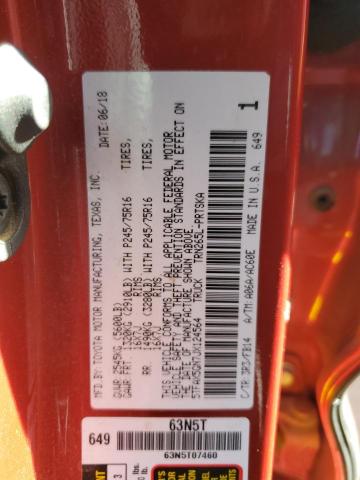 MFD. BY: TOYOTA MOTOR MANUFACTURING, TEXAS, INC.
DATE: 06/18
GVWR 2545KG (5600LB)
GAWR FRT 1320KG (2910LB) WITH P245/75R16 TIRES,
16X7J RIMS
1490KG (3280LB) WITH P245/75R16 TIRES,
16X7J RIMS
THIS VEHICLE CONFORMS TO ALL APPLICABLE FEDERAL MOTOR
VEHICLE SAFETY AND THEFT PREVENTION STANDARDS IN EFFECT ON
THE DATE OF MANUFACTURE SHOWN ABOVE.
TRUCK TRN265L-PRTSKA
C/TR: 3R3/FB14 A/TM: A06A/AC60E MADE IN U.S.A. 649
1
649
63N5T
63N5T07460